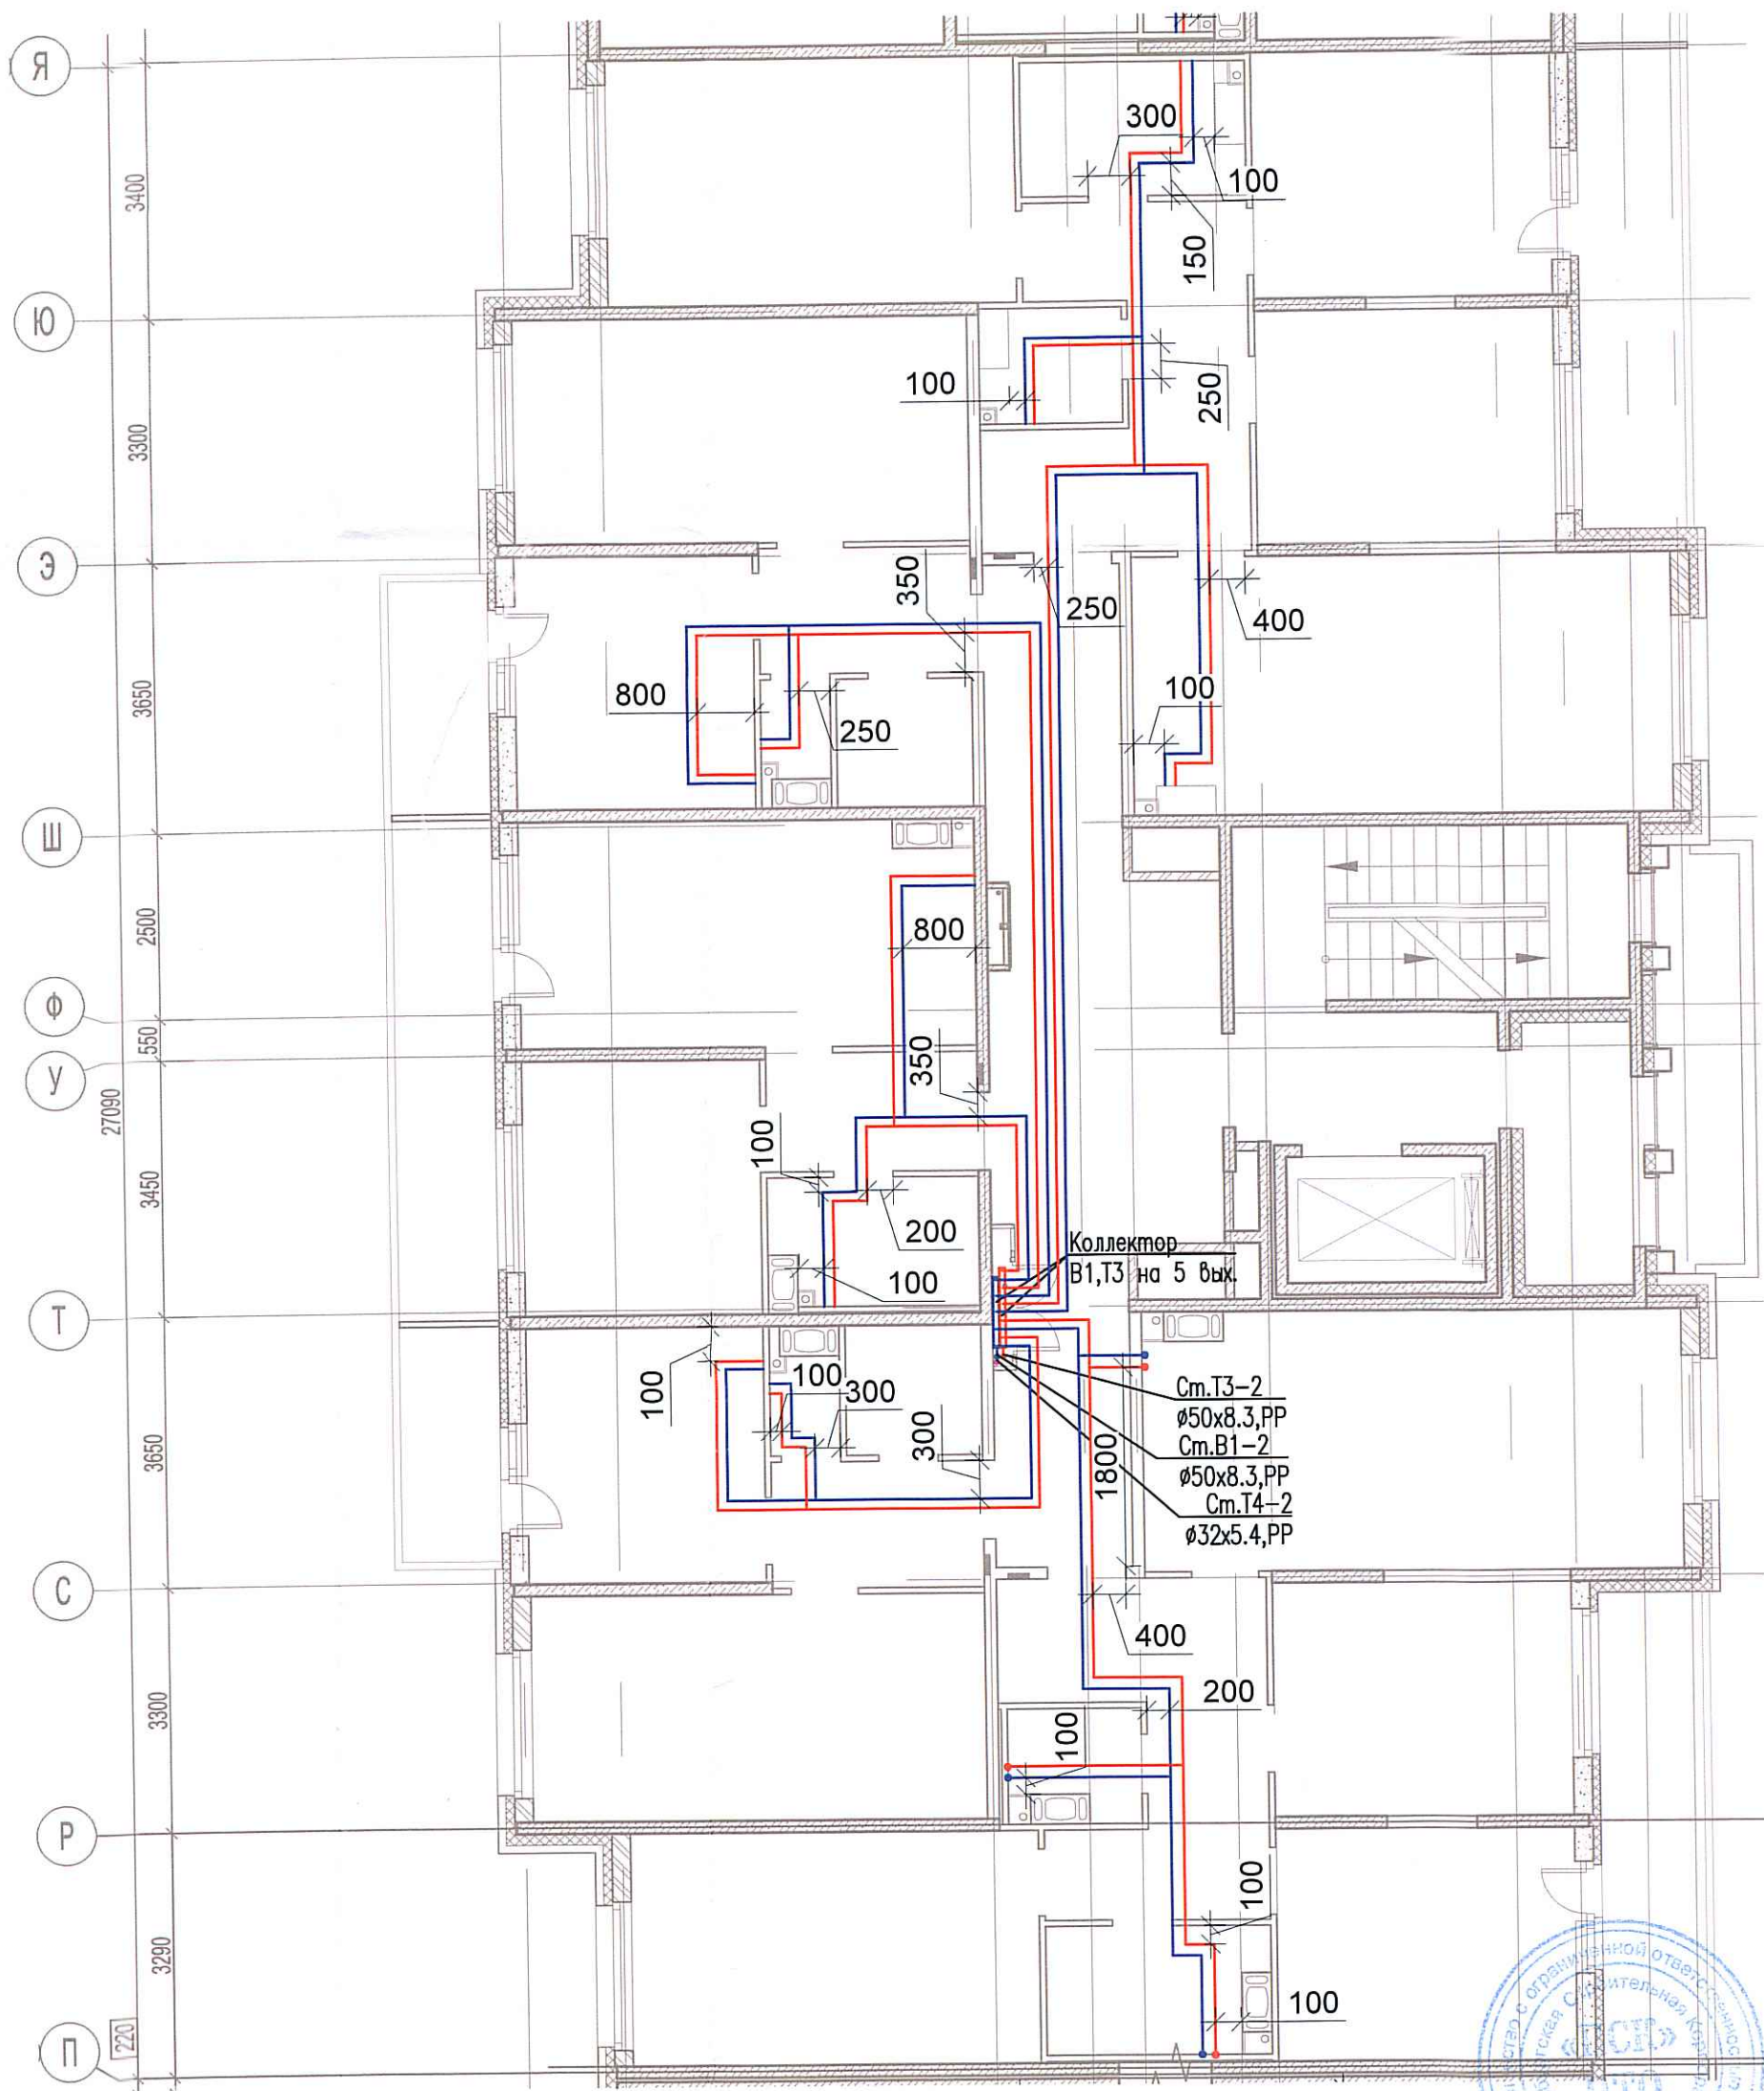 Я
300
3400
100
150
Ю
100
250
3300
Э
350
250
400
3650
800
250
100
Ш
2500
800
Ф
550
350
У
27090
100
3450
200
Коллектор
В1,Т3 на 5 вых.
100
Т
100
100
300
Ст.Т3-2
ø50x8.3,PP
300
Ст.В1-2
1800
ø50x8.3,PP
3650
Ст.Т4-2
ø32x5.4,PP
С
400
200
3300
100
Р
100
3290
100
220
П
с ограниченной